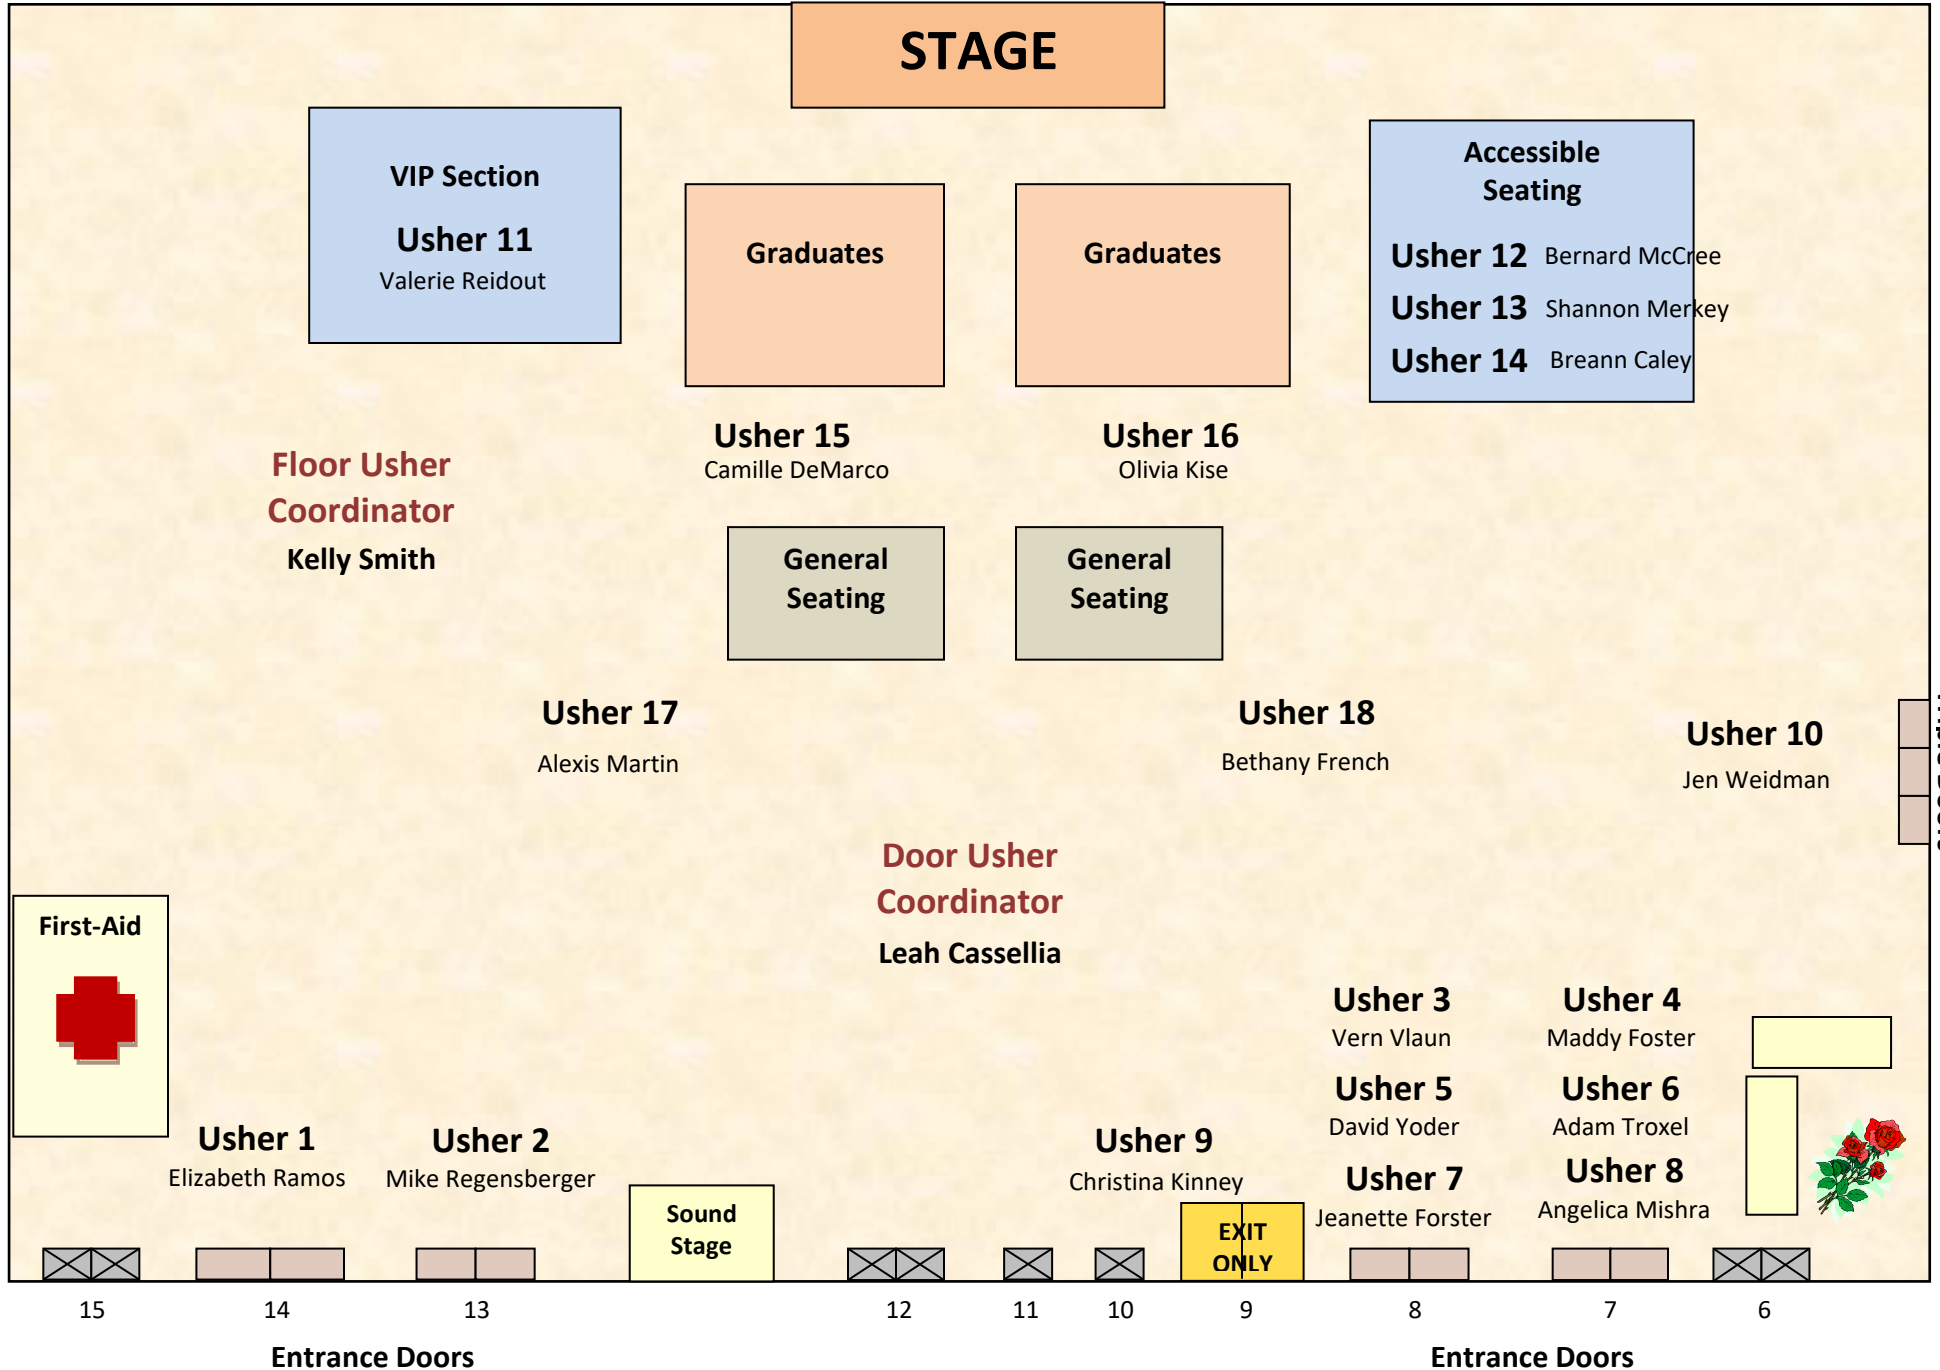 STAGE
VIP Section
Usher 11
Valerie Reidout
Graduates
Graduates
Accessible
Seating
Usher 12 Bernard McCree
Usher 13 Shannon Merkey
Usher 14 Breann Caley
Usher 15
Camille DeMarco
Usher 16
Olivia Kise
Floor Usher
Coordinator
Kelly Smith
General
Seating
General
Seating
Usher 17
Alexis Martin
Usher 18
Bethany French
Usher 10
Jen Weidman
Door Usher
Coordinator
Leah Cassellia
First-Aid
Usher 3
Vern Vlaun
Usher 4
Maddy Foster
Usher 5
David Yoder
Usher 6
Adam Troxel
Usher 1
Elizabeth Ramos
Usher 2
Mike Regensberger
Usher 9
Christina Kinney
Usher 7
Jeanette Forster
Usher 8
Angelica Mishra
Sound
Stage
EXIT
ONLY
15 14 13 12 11 10 9 8 7 6
Entrance Doors
Entrance Doors